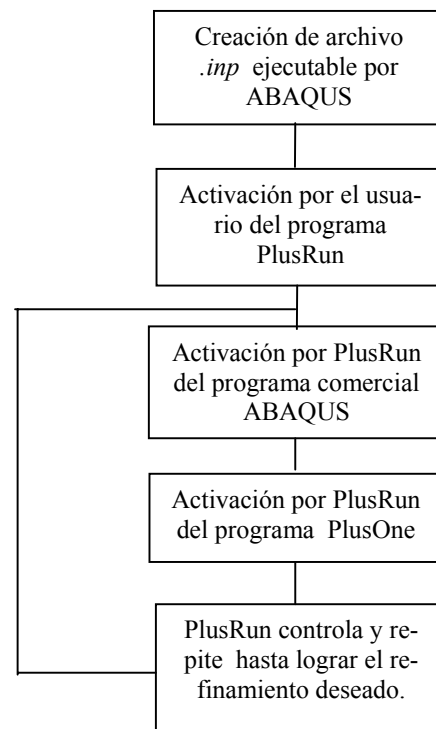 Creación de archivo
.inp ejecutable por
ABAQUS
Activación por el usua-
rio del programa
PlusRun
Activación por PlusRun
del programa comercial
ABAQUS
Activación por PlusRun
del programa PlusOne
PlusRun controla y re-
pite hasta lograr el re-
finamiento deseado.